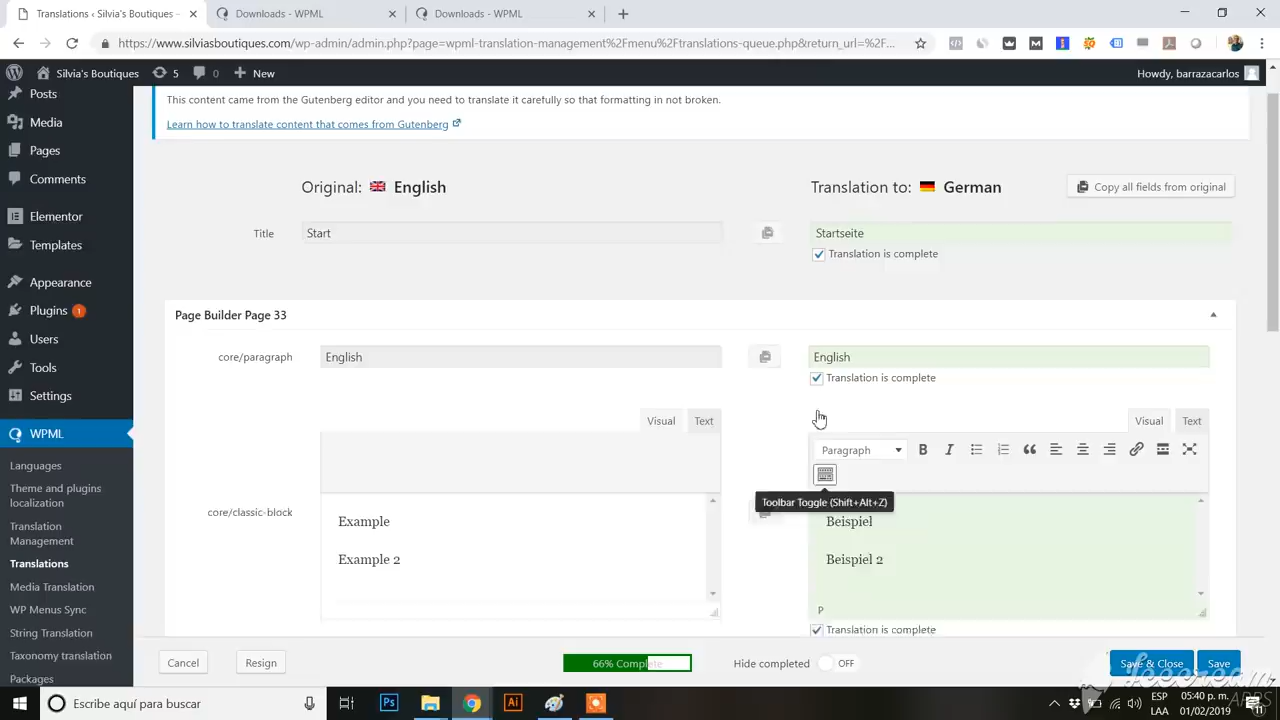 Translations ‹ Silvia's Boutiques –
Downloads - WPML
Downloads - WPML
https://www.silviasboutiques.com/wp-admin/admin.php?page=wpml-translation-management%2Fmenu%2Ftranslations-queue.php&return_url=%2F...
Silvia's Boutiques
5
0
New
Howdy, barrazacarlos
Posts
Media
Pages
Comments
Elementor
Templates
Appearance
Plugins 1
Users
Tools
Settings
WPML
Languages
Theme and plugins
localization
Translation
Management
Translations
Media Translation
WP Menus Sync
String Translation
Taxonomy translation
Packages
This content came from the Gutenberg editor and you need to translate it carefully so that formatting in not broken.
Learn how to translate content that comes from Gutenberg
Original: English
Translation to: German
Copy all fields from original
Title
Start
Startseite
Translation is complete
Page Builder Page 33
core/paragraph
English
English
Translation is complete
Visual Text
Visual Text
Paragraph
B I
Toolbar Toggle (Shift+Alt+Z)
core/classic-block
Example
Example 2
Beispiel
Beispiel 2
P
Translation is complete
Cancel
Resign
66% Complete
Hide completed
OFF
Save & Close
Save
Icecream
APPS
Escribe aquí para buscar
Ps
Ai
ESP
LAA
05:40 p. m.
01/02/2019